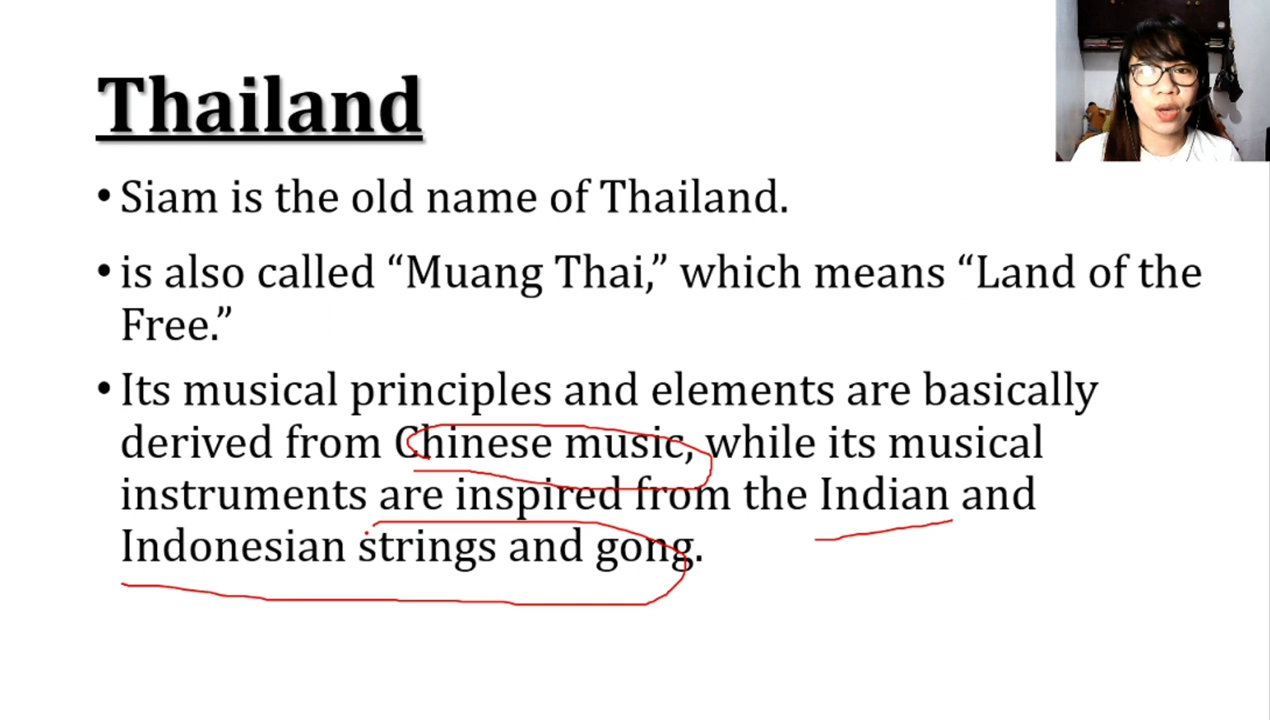 Thailand
• Siam is the old name of Thailand.
• is also called “Muang Thai,” which means “Land of the
Free.”
• Its musical principles and elements are basically
derived from Chinese music, while its musical
instruments are inspired from the Indian and
Indonesian strings and gong.